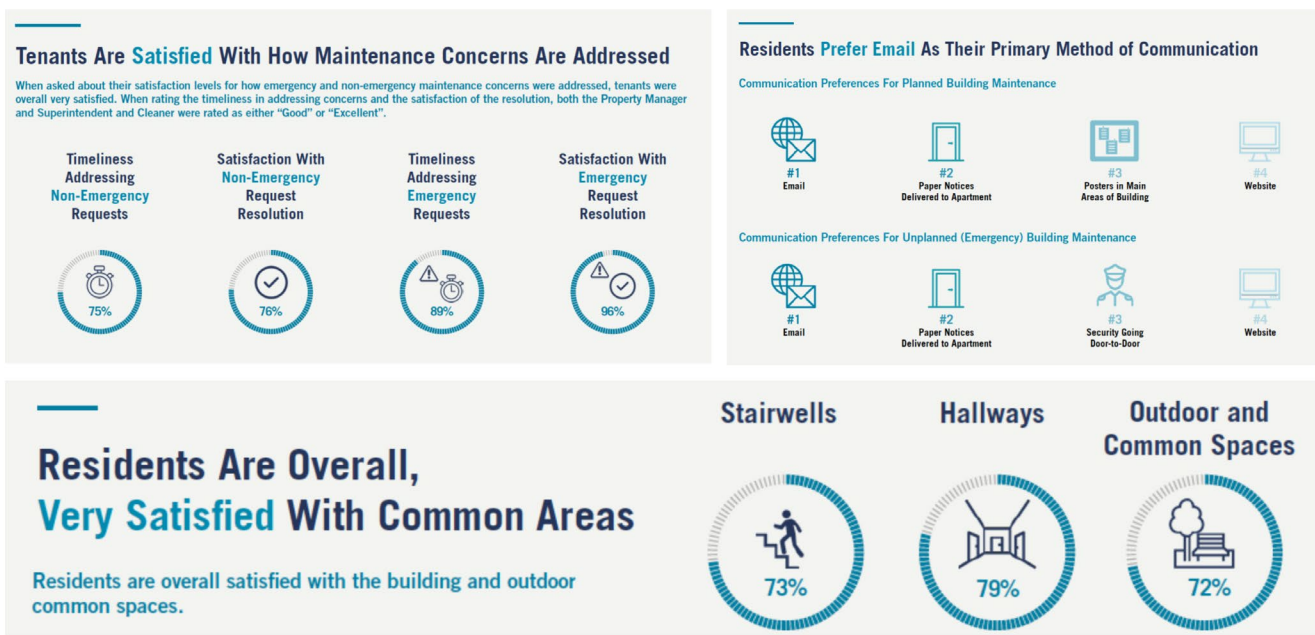 Tenants Are Satisfied With How Maintenance Concerns Are Addressed
When asked about their satisfaction levels for how emergency and non-emergency maintenance concerns were addressed, tenants were
overall very satisfied. When rating the timeliness in addressing concerns and the satisfaction of the resolution, both the Property Manager
and Superintendent and Cleaner were rated as either “Good” or “Excellent”.
Timeliness
Addressing
Non-Emergency
Requests
75%
Satisfaction With
Non-Emergency
Request
Resolution
76%
Timeliness
Addressing
Emergency
Requests
89%
Satisfaction With
Emergency
Request
Resolution
96%
Residents Prefer Email As Their Primary Method of Communication
Communication Preferences For Planned Building Maintenance
#1
Email
#2
Paper Notices
Delivered to Apartment
#3
Posters in Main
Areas of Building
#4
Website
Communication Preferences For Unplanned (Emergency) Building Maintenance
#1
Email
#2
Paper Notices
Delivered to Apartment
#3
Security Going
Door-to-Door
#4
Website
Residents Are Overall,
Very Satisfied With Common Areas
Residents are overall satisfied with the building and outdoor
common spaces.
Stairwells
73%
Hallways
79%
Outdoor and
Common Spaces
72%